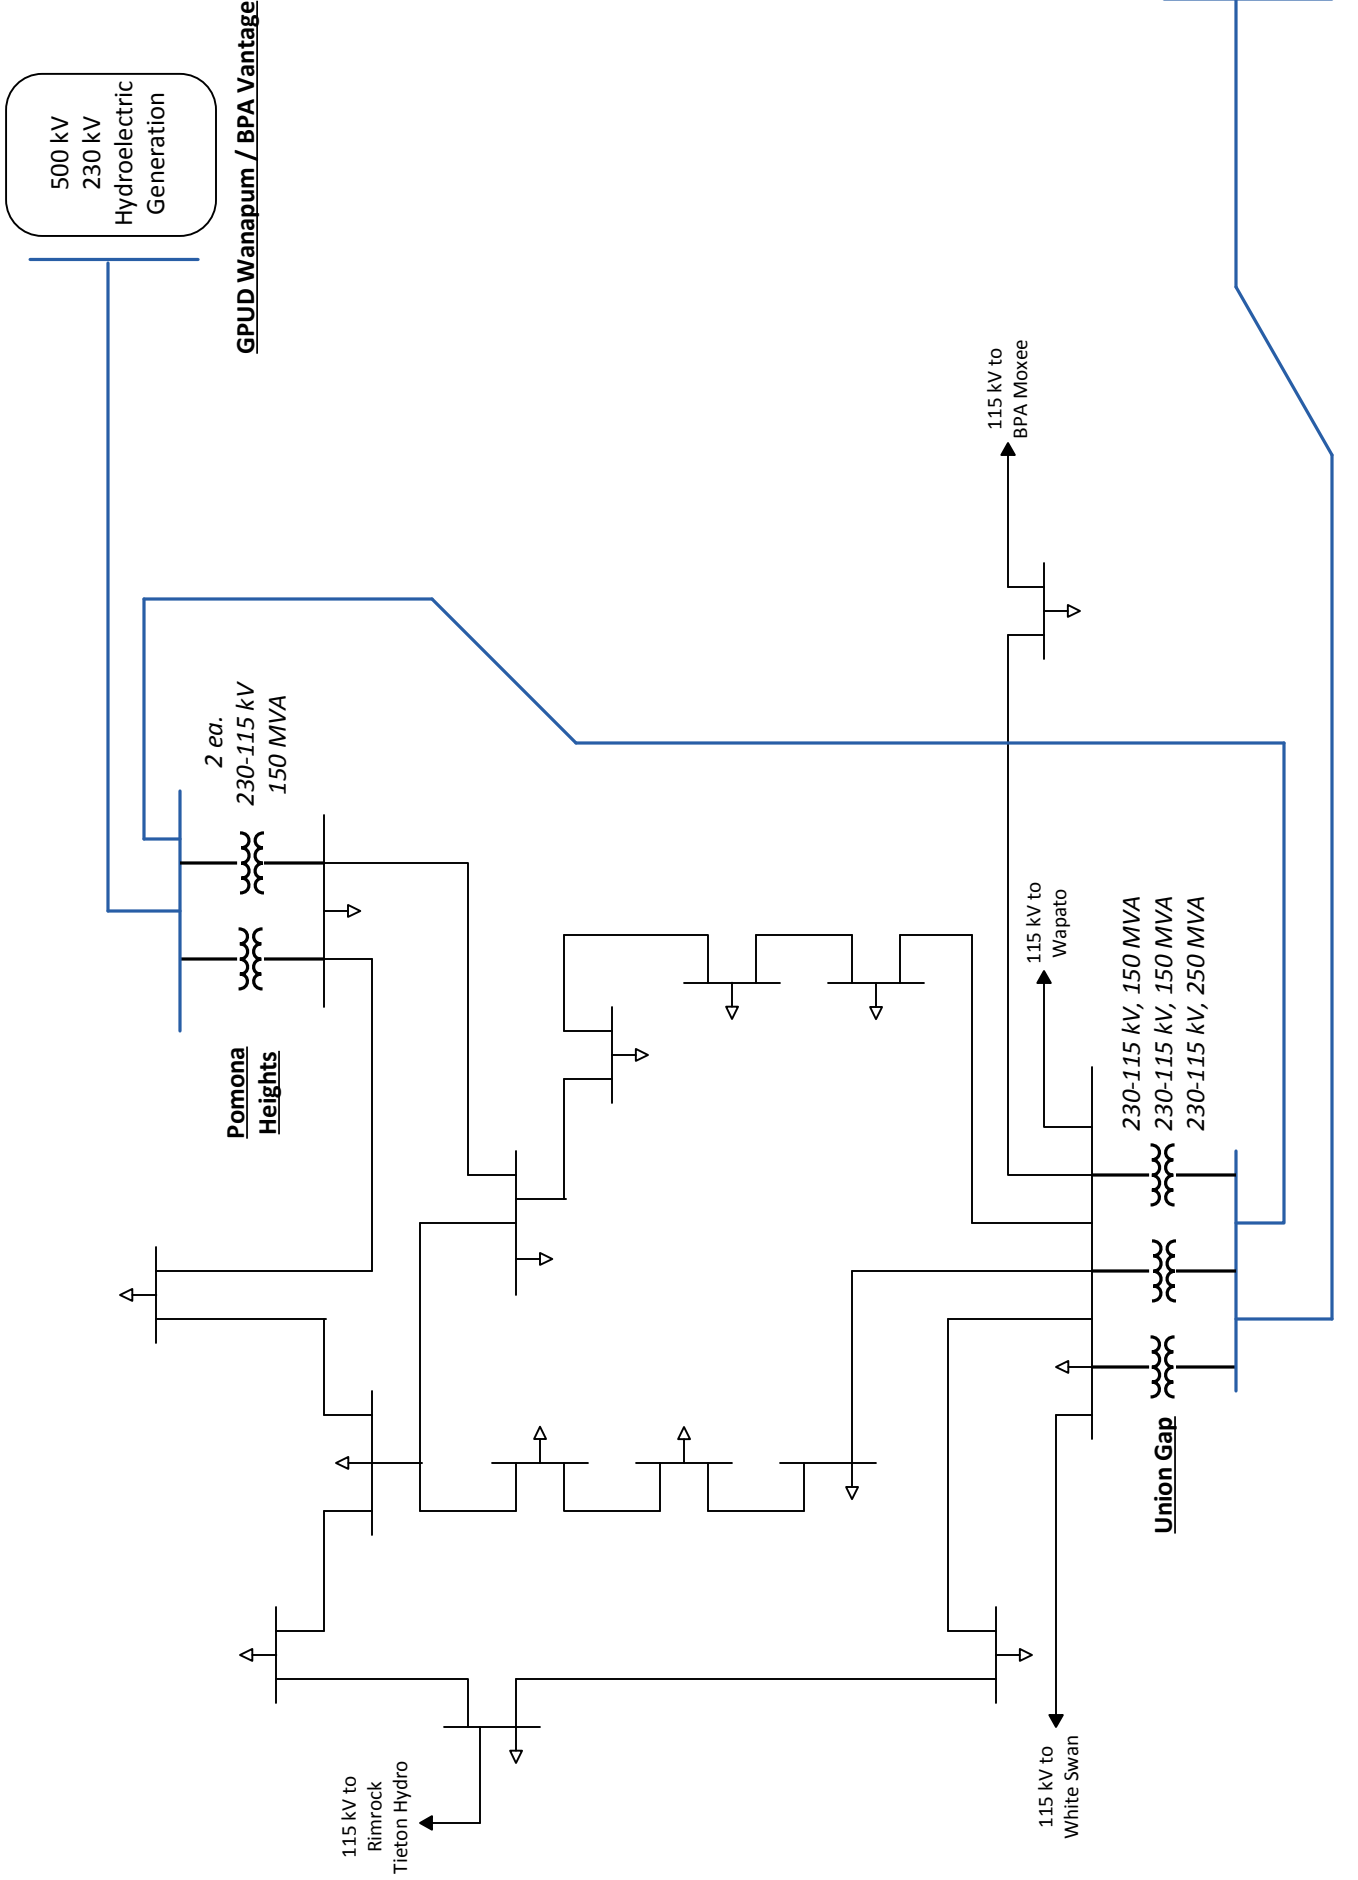 500 kV
230 kV
Hydroelectric
Generation
GPUD Wanapum / BPA Vantage
2 ea.
230-115 kV
150 MVA
Pomona
Heights
115 kV to
BPA Moxee
115 kV to
Wapato
230-115 kV, 150 MVA
230-115 kV, 150 MVA
230-115 kV, 250 MVA
Union Gap
115 kV to
Rimrock
Tieton Hydro
115 kV to
White Swan